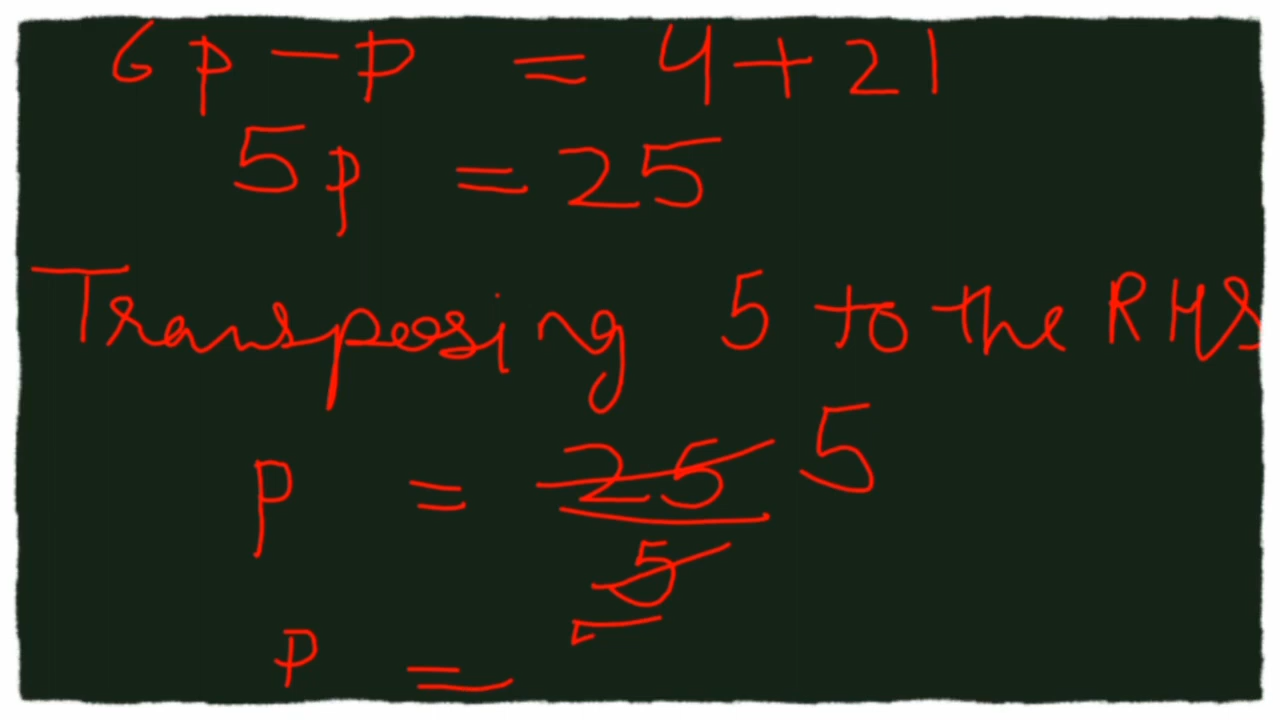 6p - p = 4 + 21
5p = 25
Transposing 5 to the RHS
p = 25/5 5
p =